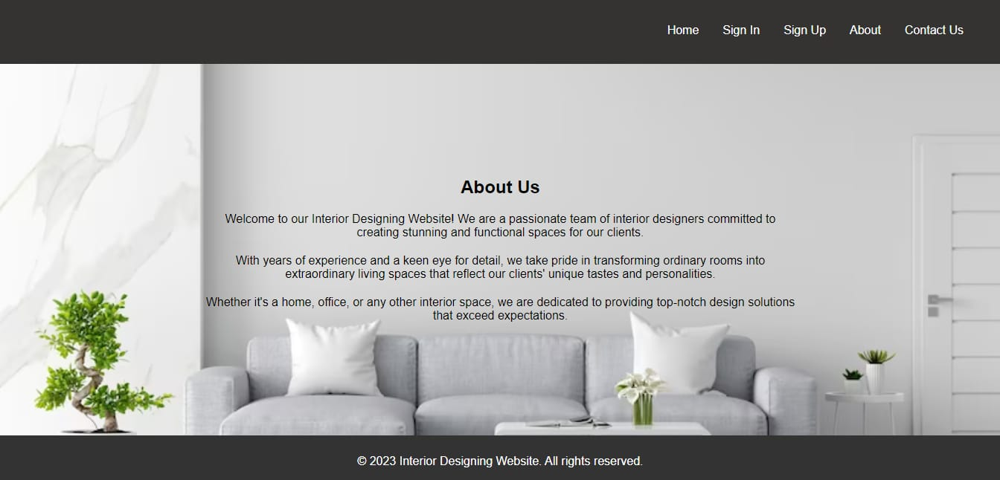 Home Sign In Sign Up About Contact Us
About Us
Welcome to our Interior Designing Website! We are a passionate team of interior designers committed to
creating stunning and functional spaces for our clients.
With years of experience and a keen eye for detail, we take pride in transforming ordinary rooms into
extraordinary living spaces that reflect our clients' unique tastes and personalities.
Whether it's a home, office, or any other interior space, we are dedicated to providing top-notch design solutions
that exceed expectations.
© 2023 Interior Designing Website. All rights reserved.